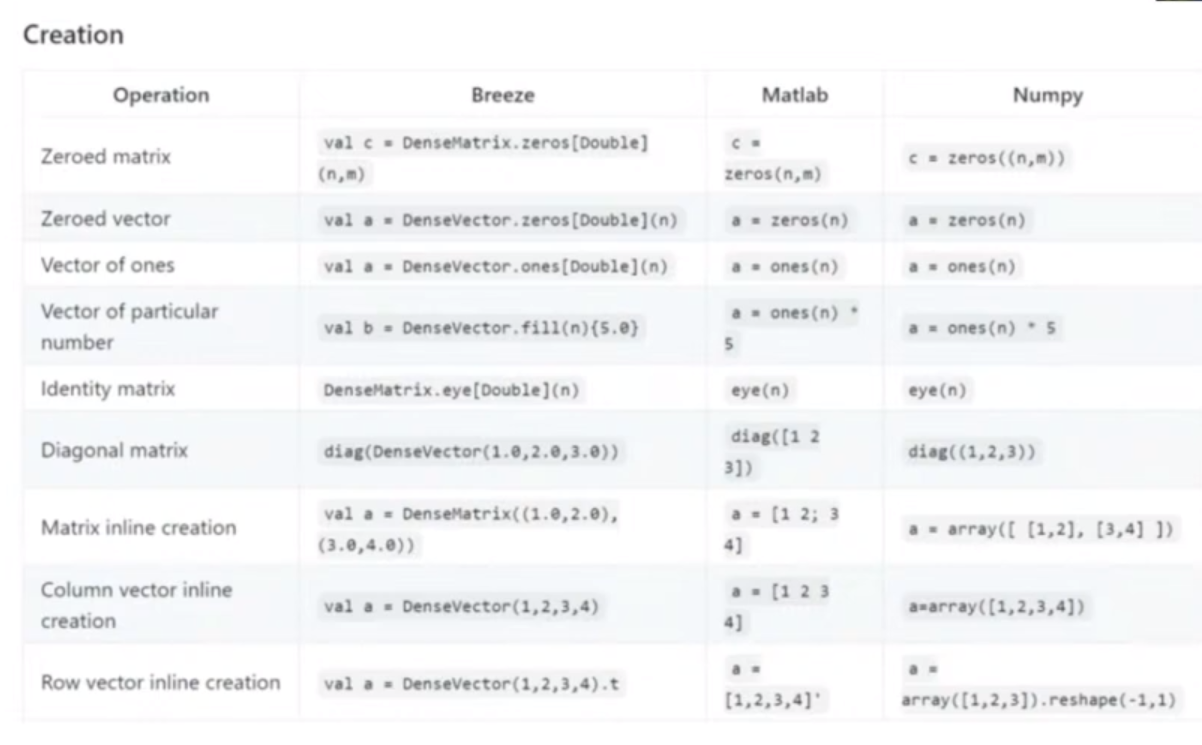 Creation
Operation Breeze Matlab Numpy
Zeroed matrix val c = DenseMatrix.zeros[Double] (n,m) c = zeros(n,m) c = zeros((n,m))
Zeroed vector val a = DenseVector.zeros[Double](n) a = zeros(n) a = zeros(n)
Vector of ones val a = DenseVector.ones[Double](n) a = ones(n) a = ones(n)
Vector of particular number val b = DenseVector.fill(n){5.0} a = ones(n) * 5 a = ones(n) * 5
Identity matrix DenseMatrix.eye[Double](n) eye(n) eye(n)
Diagonal matrix diag(DenseVector(1.0,2.0,3.0)) diag([1 2 3]) diag((1,2,3))
Matrix inline creation val a = DenseMatrix((1.0,2.0), (3.0,4.0)) a = [1 2; 3 4] a = array([ [1,2], [3,4] ])
Column vector inline creation val a = DenseVector(1,2,3,4) a = [1 2 3 4] a=array([1,2,3,4])
Row vector inline creation val a = DenseVector(1,2,3,4).t a = [1,2,3,4]' a = array([1,2,3]).reshape(-1,1)